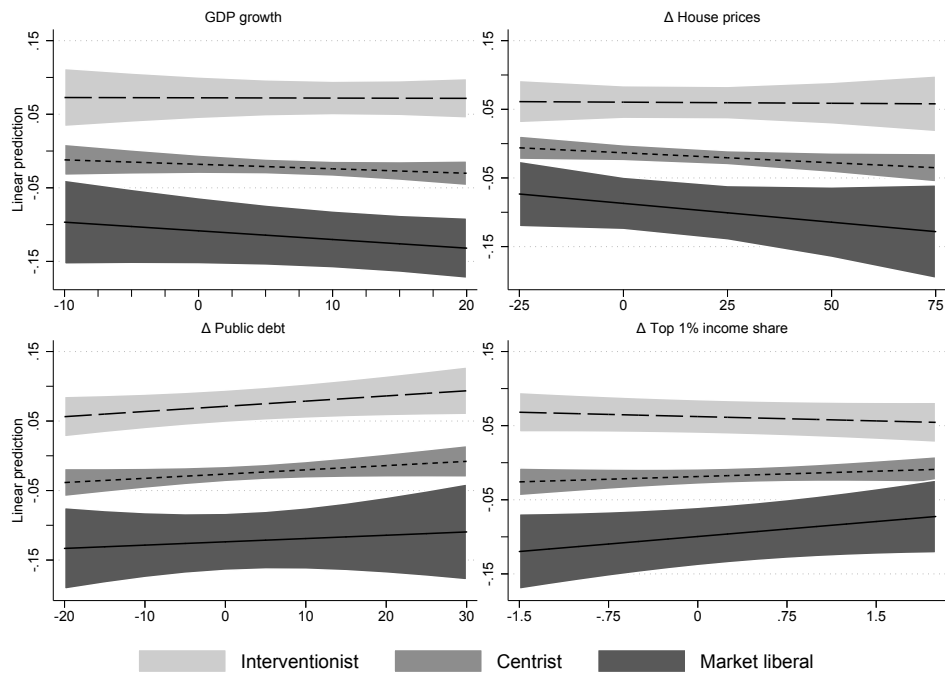 GDP growth
Δ House prices
Linear prediction
.15
.05
-.05
-.15
-10 0 10 20
.15
.05
-.05
-.15
-25 0 25 50 75
Δ Public debt
Δ Top 1% income share
Linear prediction
.15
.05
-.05
-.15
-20 -10 0 10 20 30
.15
.05
-.05
-.15
-1.5 -.75 0 .75 1.5
Interventionist Centrist Market liberal